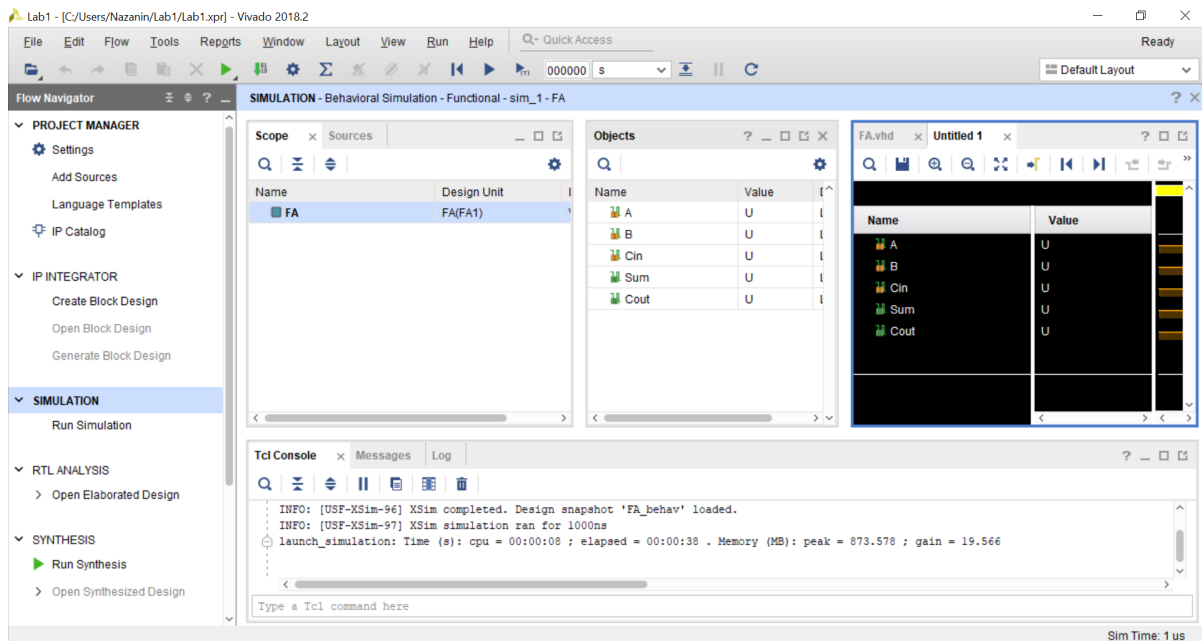 Lab1 - [C:/Users/Nazanin/Lab1/Lab1.xpr] - Vivado 2018.2
File Edit Flow Tools Reports Window Layout View Run Help Quick Access Ready
000000 s Default Layout
Flow Navigator
SIMULATION - Behavioral Simulation - Functional - sim_1 - FA
PROJECT MANAGER
Settings
Add Sources
Language Templates
IP Catalog
IP INTEGRATOR
Create Block Design
Open Block Design
Generate Block Design
SIMULATION
Run Simulation
RTL ANALYSIS
Open Elaborated Design
SYNTHESIS
Run Synthesis
Open Synthesized Design
Scope Sources
Name Design Unit
FA FA(FA1)
Objects
Name Value
A U
B U
Cin U
Sum U
Cout U
FA.vhd Untitled 1
Name Value
A U
B U
Cin U
Sum U
Cout U
Tcl Console Messages Log
INFO: [USF-XSim-96] XSim completed. Design snapshot 'FA_behav' loaded.
INFO: [USF-XSim-97] XSim simulation ran for 1000ns
launch_simulation: Time (s): cpu = 00:00:08 ; elapsed = 00:00:38 . Memory (MB): peak = 873.578 ; gain = 19.566
Type a Tcl command here
Sim Time: 1 us